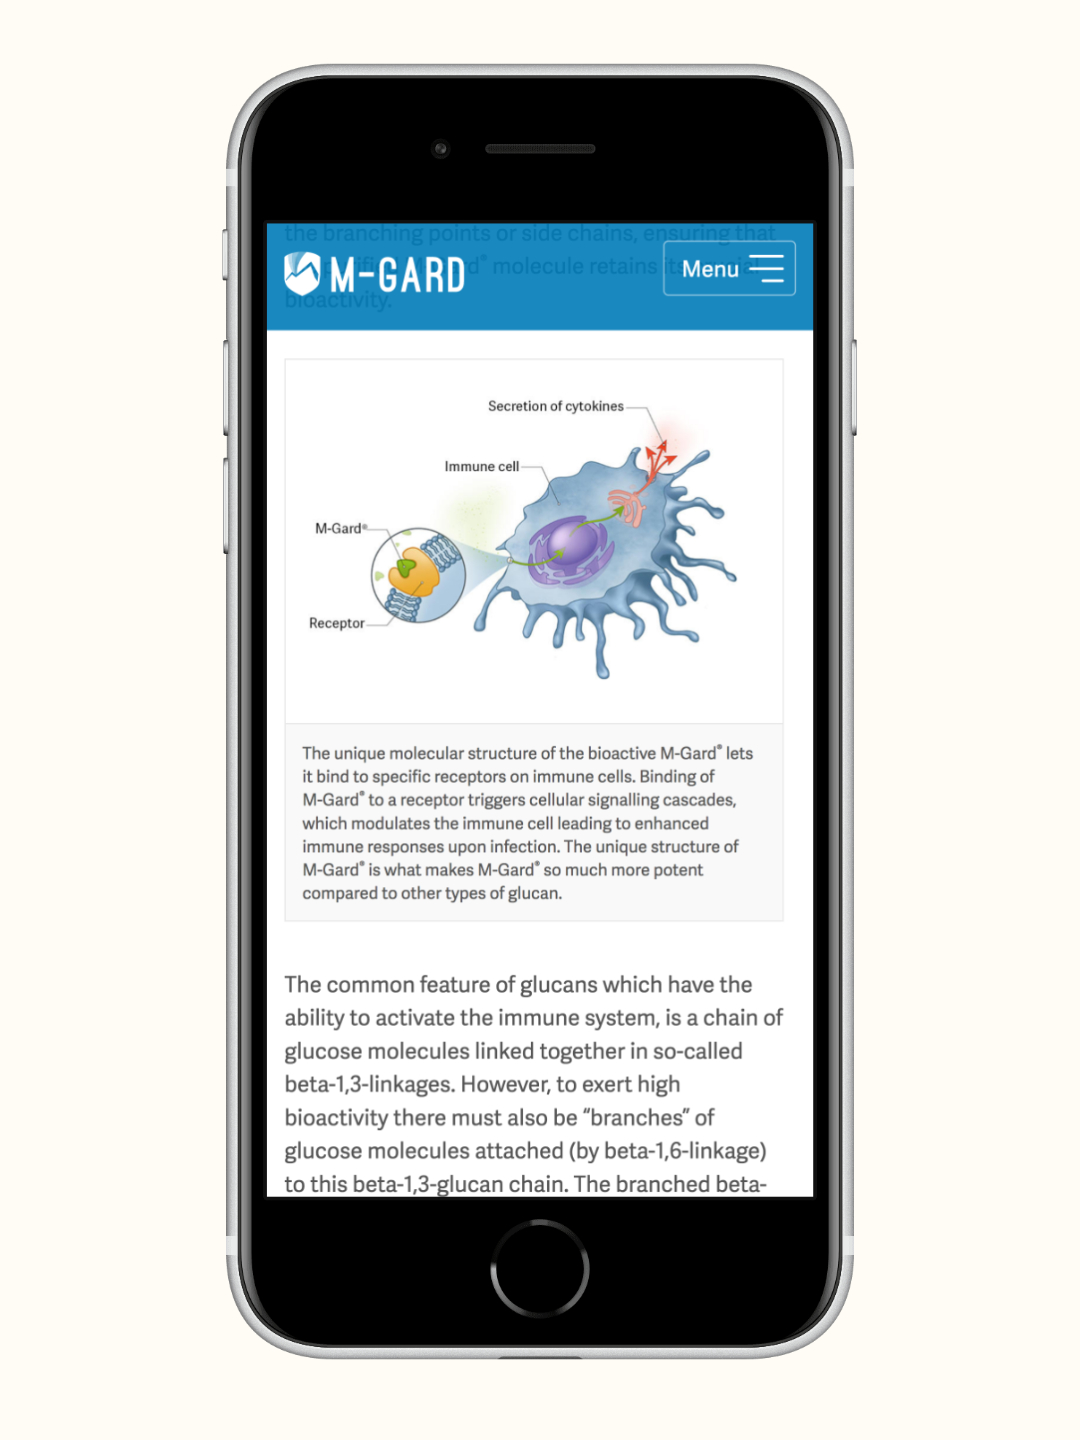 the branching points or side chains, ensuring that
molecule retains its
bioactivity.
M-GARD
Menu
Secretion of cytokines
Immune cell
M-Gard®
Receptor
The unique molecular structure of the bioactive M-Gard® lets
it bind to specific receptors on immune cells. Binding of
M-Gard® to a receptor triggers cellular signalling cascades,
which modulates the immune cell leading to enhanced
immune responses upon infection. The unique structure of
M-Gard® is what makes M-Gard® so much more potent
compared to other types of glucan.
The common feature of glucans which have the
ability to activate the immune system, is a chain of
glucose molecules linked together in so-called
beta-1,3-linkages. However, to exert high
bioactivity there must also be “branches” of
glucose molecules attached (by beta-1,6-linkage)
to this beta-1,3-glucan chain. The branched beta-